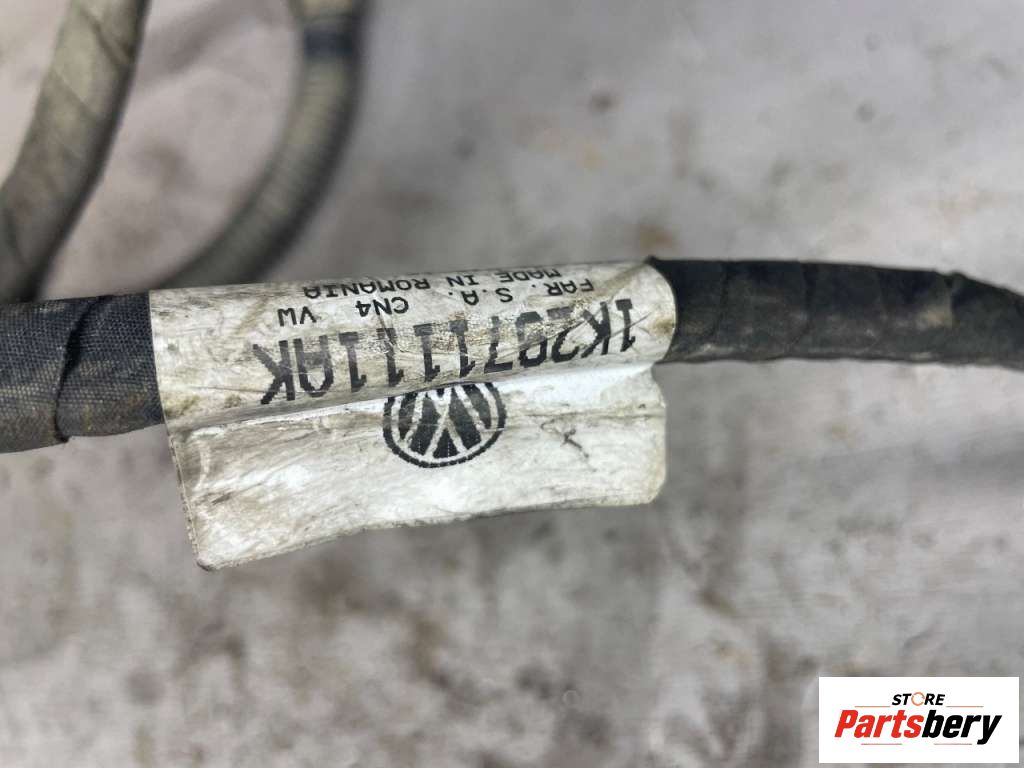 1K2971111AK
FAR. S.A. CN4 VW
MADE IN ROMANIA
STORE
Partsbery